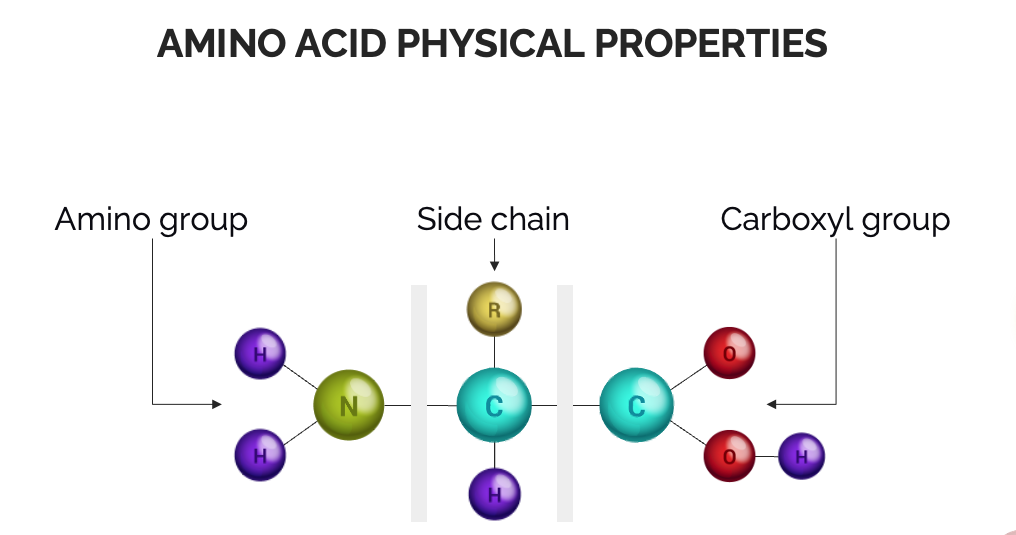 AMINO ACID PHYSICAL PROPERTIES
Amino group
Side chain
Carboxyl group
R
H
O
N
C
C
H
O
H
H